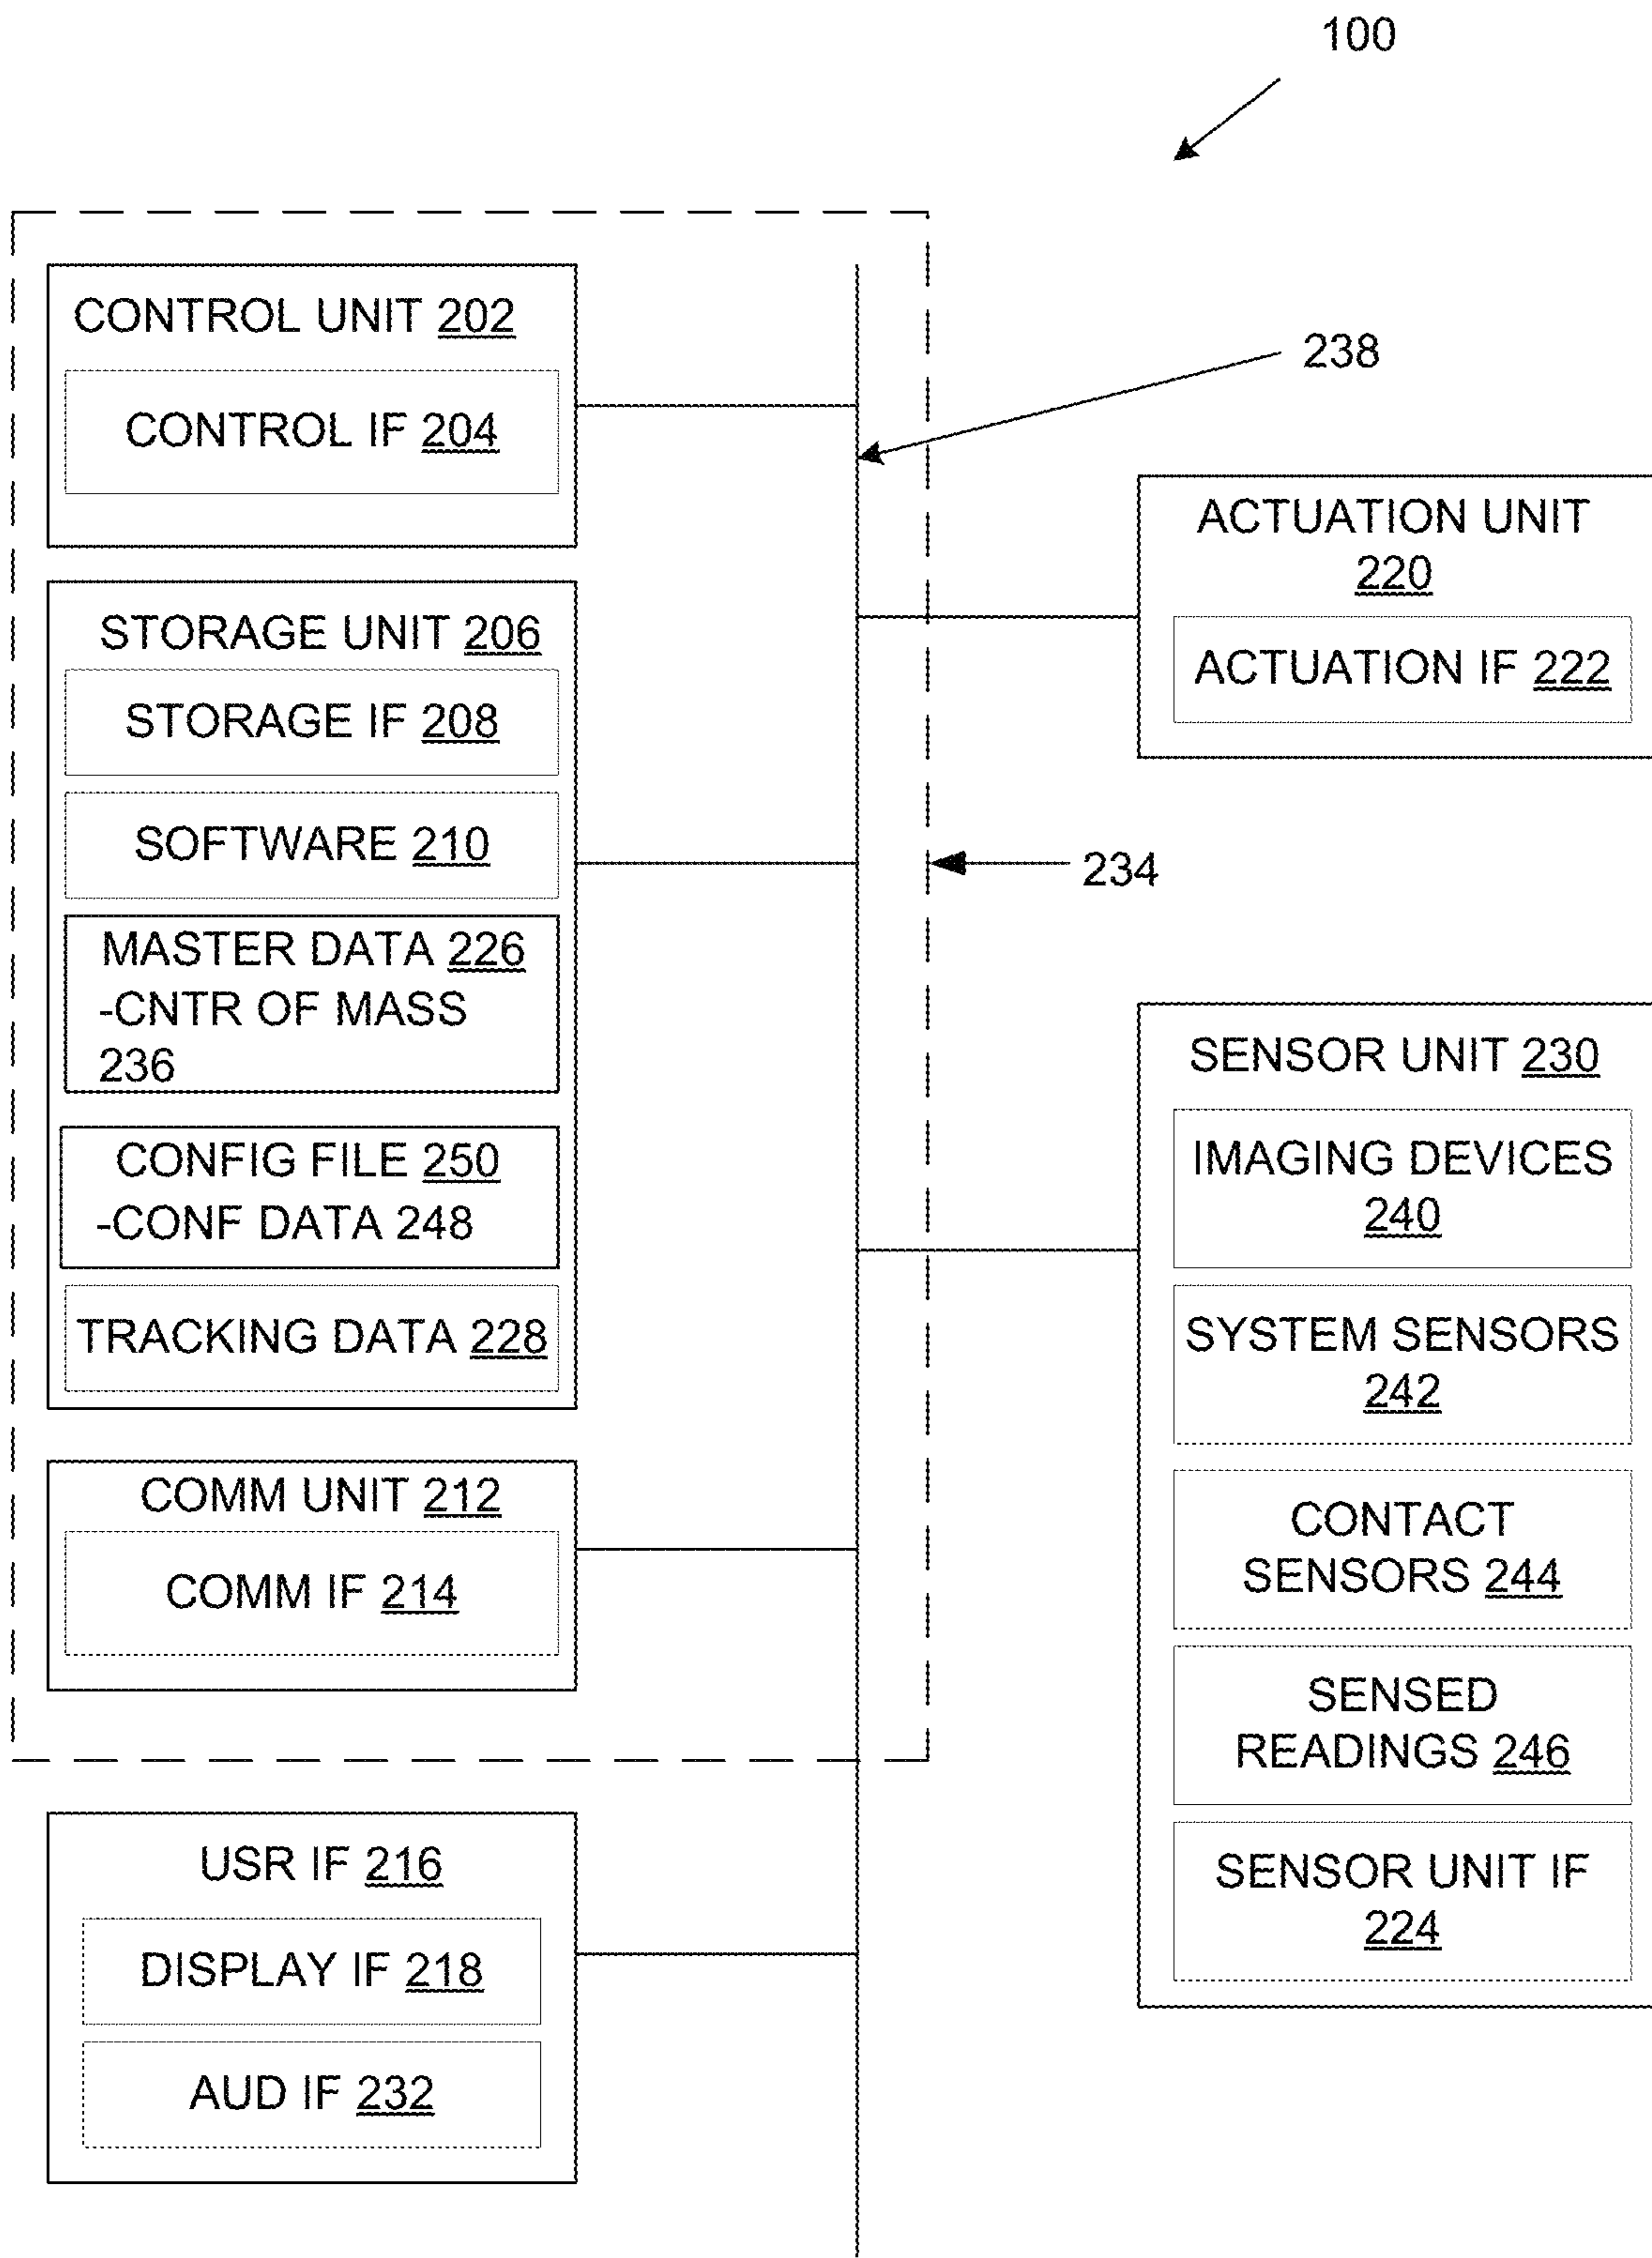 100
CONTROL UNIT 202
CONTROL IF 204
238
STORAGE UNIT 206
STORAGE IF 208
SOFTWARE 210
MASTER DATA 226
-CNTR OF MASS
236
CONFIG FILE 250
-CONF DATA 248
TRACKING DATA 228
COMM UNIT 212
COMM IF 214
USR IF 216
DISPLAY IF 218
AUD IF 232
ACTUATION UNIT
220
ACTUATION IF 222
234
SENSOR UNIT 230
IMAGING DEVICES
240
SYSTEM SENSORS
242
CONTACT
SENSORS 244
SENSED
READINGS 246
SENSOR UNIT IF
224